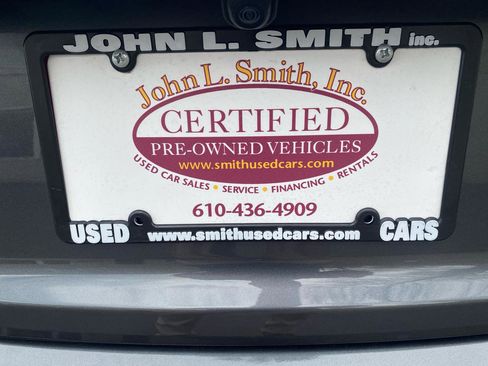 JOHN L. SMITH inc.
John L. Smith, Inc.
CERTIFIED
PRE-OWNED VEHICLES
www.smithusedcars.com
USED CAR SALES • SERVICE • FINANCING • RENTALS
610-436-4909
USED www.smithusedcars.com CARS